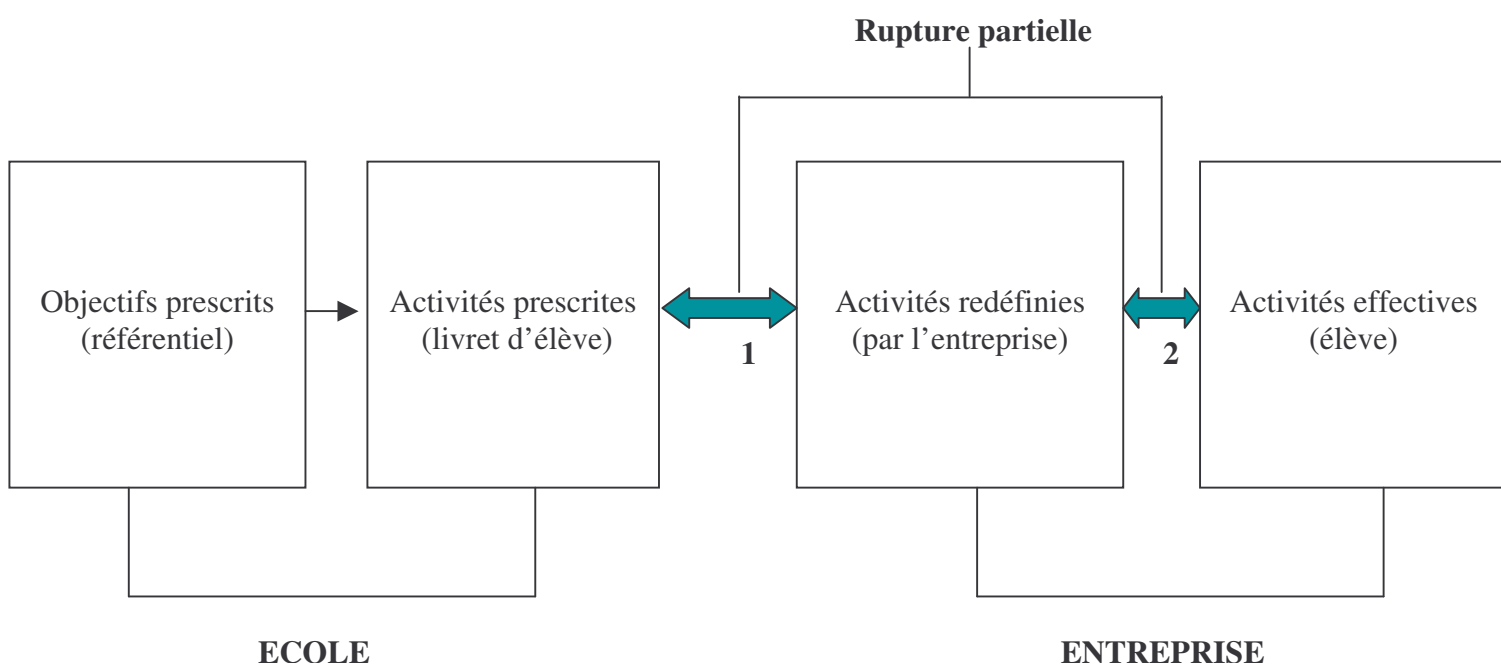 Rupture partielle
Objectifs prescrits
(référentiel)
Activités prescrites
(livret d’élève)
1
Activités redéfinies
(par l’entreprise)
2
Activités effectives
(élève)
ECOLE
ENTREPRISE